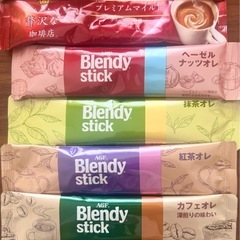 プレミアムマイルド
贅沢な
珈琲店
Blendy
stick
ヘーゼル
ナッツオレ
Blendy
stick
抹茶オレ
AGF
Blendy
stick
紅茶オレ
AGF
Blendy
stick
カフェオレ
深煎りの味わい